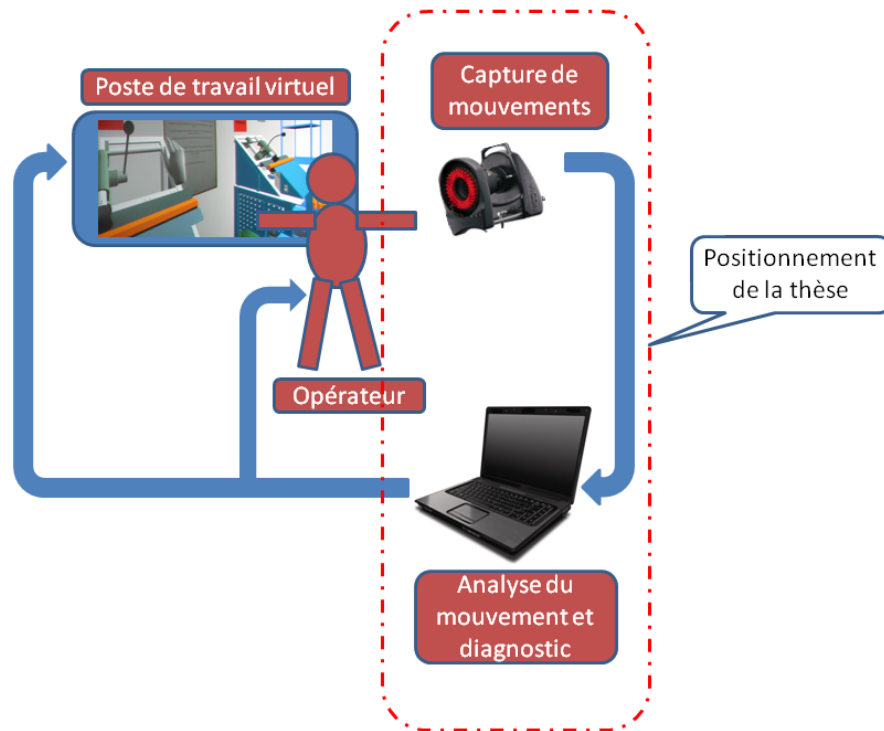 Poste de travail virtuel
Capture de
mouvements
Positionnement
de la thèse
Opérateur
Analyse du
mouvement et
diagnostic